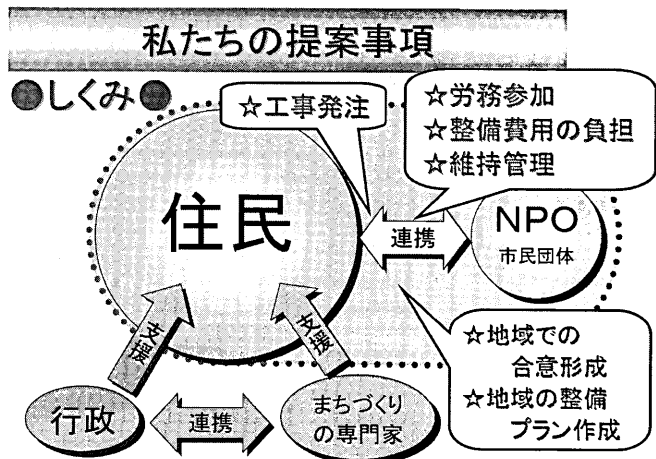 私たちの提案事項
●しくみ●
☆工事発注
☆労務参加
☆整備費用の負担
☆維持管理
住民
連携
NPO
市民団体
支援
支援
☆地域での
合意形成
☆地域の整備
プラン作成
行政
連携
まちづくり
の専門家